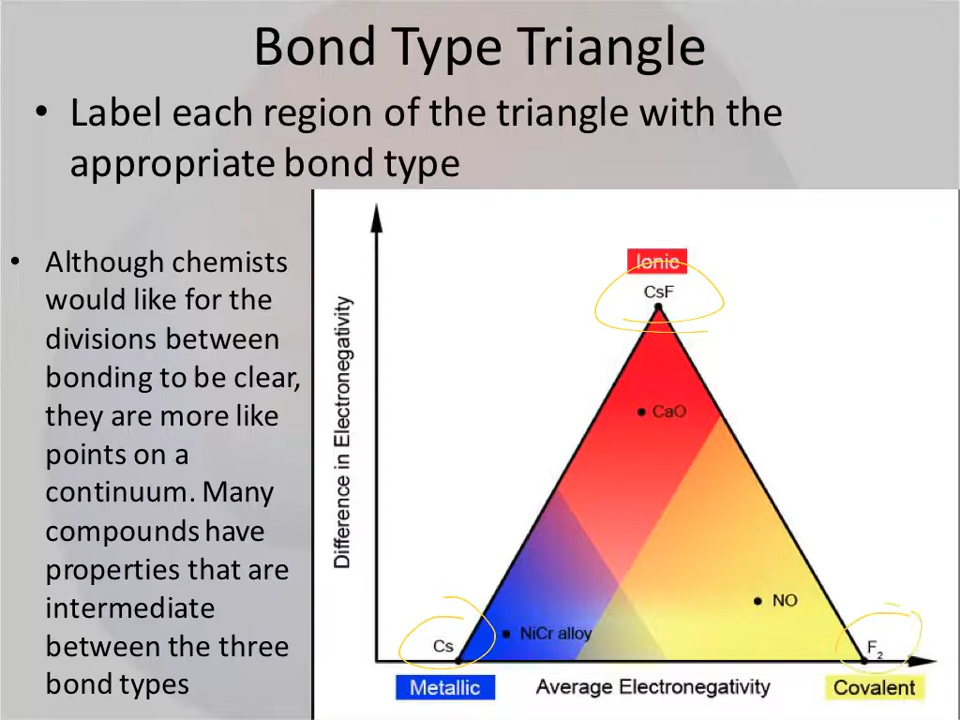 Bond Type Triangle
• Label each region of the triangle with the
appropriate bond type
• Although chemists
would like for the
divisions between
bonding to be clear,
they are more like
points on a
continuum. Many
compounds have
properties that are
intermediate
between the three
bond types
Difference in Electronegativity
Ionic
CsF
CaO
NO
NiCr alloy
Cs
F₂
Metallic
Average Electronegativity
Covalent